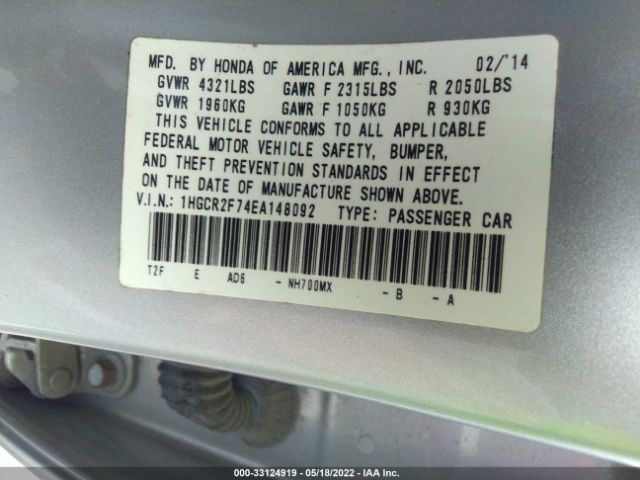 MFD. BY HONDA OF AMERICA MFG., INC. 02/'14
GVWR 4321LBS GAWR F 2315LBS R 2050LBS
GVWR 1960KG GAWR F 1050KG R 930KG
THIS VEHICLE CONFORMS TO ALL APPLICABLE
FEDERAL MOTOR VEHICLE SAFETY, BUMPER,
AND THEFT PREVENTION STANDARDS IN EFFECT
ON THE DATE OF MANUFACTURE SHOWN ABOVE.
V.I.N.: 1HGCR2F74EA148092 TYPE: PASSENGER CAR
T2F E AD6 - NH700MX - B - A
000-33124919 - 05/18/2022 - IAA Inc.